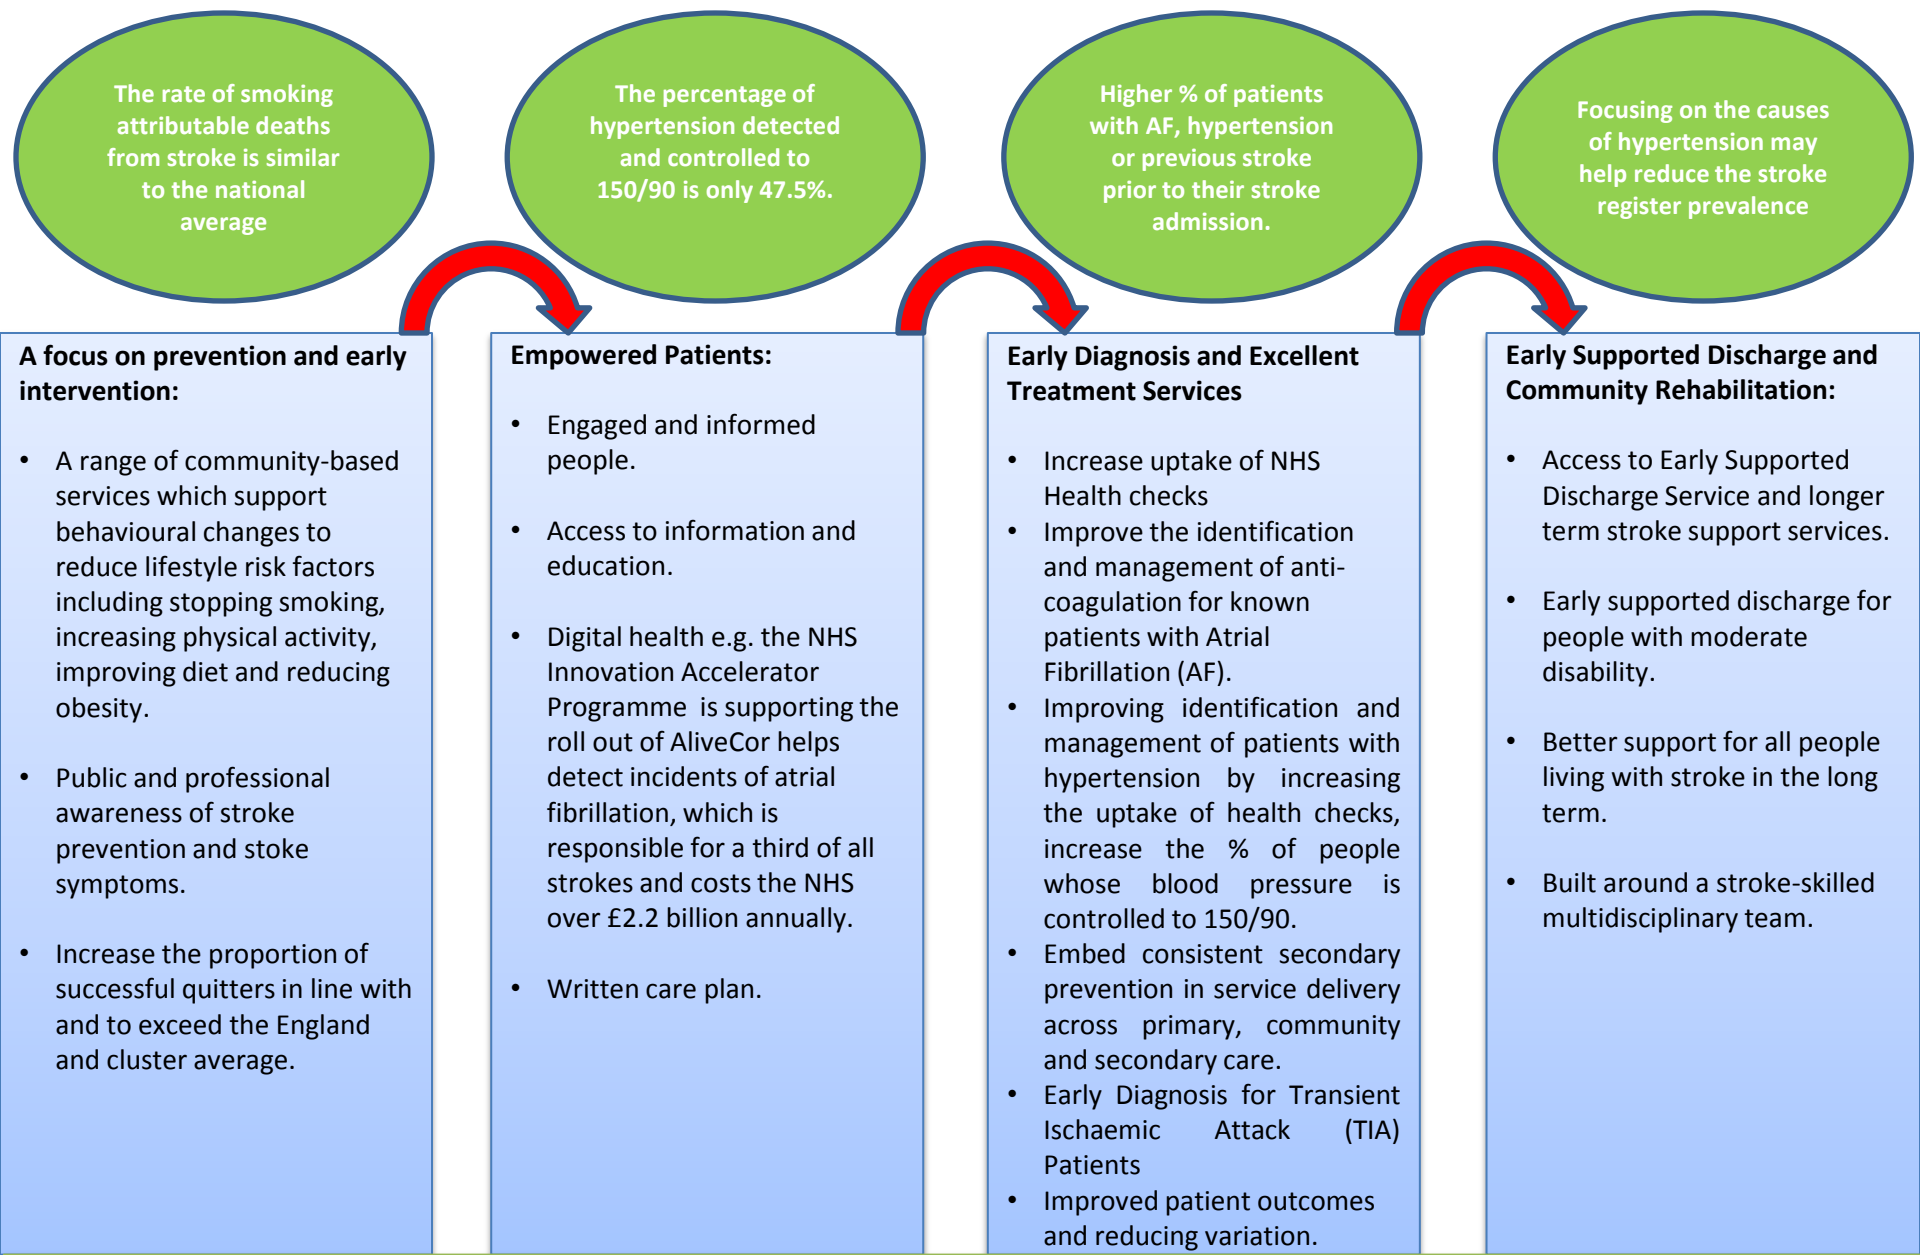 The rate of smoking
attributable deaths
from stroke is similar
to the national
average
The percentage of
hypertension detected
and controlled to
150/90 is only 47.5%.
Higher % of patients
with AF, hypertension
or previous stroke
prior to their stroke
admission.
Focusing on the causes
of hypertension may
help reduce the stroke
register prevalence
A focus on prevention and early
intervention:
• A range of community-based
services which support
behavioural changes to
reduce lifestyle risk factors
including stopping smoking,
increasing physical activity,
improving diet and reducing
obesity.
• Public and professional
awareness of stroke
prevention and stoke
symptoms.
• Increase the proportion of
successful quitters in line with
and to exceed the England
and cluster average.
Empowered Patients:
• Engaged and informed
people.
• Access to information and
education.
• Digital health e.g. the NHS
Innovation Accelerator
Programme is supporting the
roll out of AliveCor helps
detect incidents of atrial
fibrillation, which is
responsible for a third of all
strokes and costs the NHS
over £2.2 billion annually.
• Written care plan.
Early Diagnosis and Excellent
Treatment Services
• Increase uptake of NHS
Health checks
• Improve the identification
and management of anti-
coagulation for known
patients with Atrial
Fibrillation (AF).
• Improving identification and
management of patients with
hypertension by increasing
the uptake of health checks,
increase the % of people
whose blood pressure is
controlled to 150/90.
• Embed consistent secondary
prevention in service delivery
across primary, community
and secondary care.
• Early Diagnosis for Transient
Ischaemic Attack (TIA)
Patients
• Improved patient outcomes
and reducing variation.
Early Supported Discharge and
Community Rehabilitation:
• Access to Early Supported
Discharge Service and longer
term stroke support services.
• Early supported discharge for
people with moderate
disability.
• Better support for all people
living with stroke in the long
term.
• Built around a stroke-skilled
multidisciplinary team.